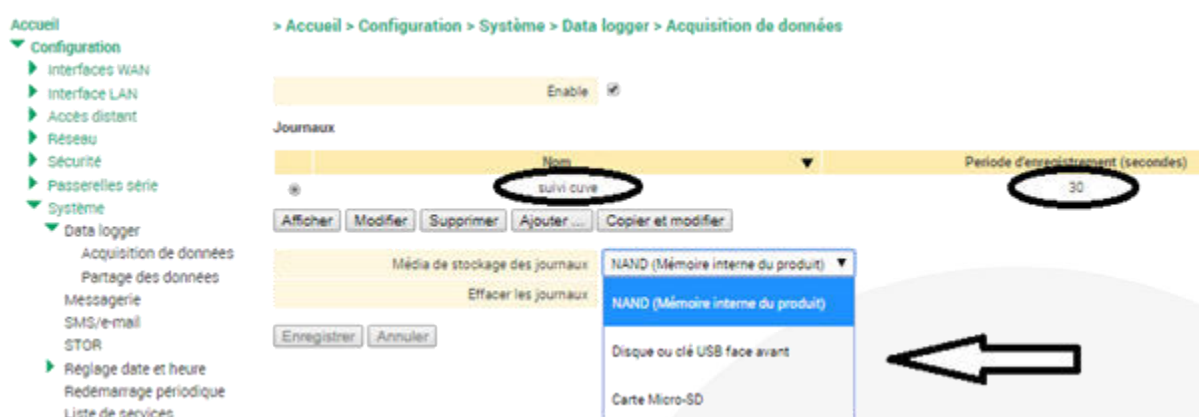 Accueil
Configuration
Interfaces WAN
Interface LAN
Accès distant
Réseau
Sécurité
Passerelles série
Système
Data logger
Acquisition de données
Partage des données
Messagerie
SMS/e-mail
STOR
Réglage date et heure
Redémarrage périodique
Liste de services
> Accueil > Configuration > Système > Data logger > Acquisition de données
Enable
Journaux
Nom ▼ Periode d'enregistrement (secondes)
suivi cuve 30
Afficher Modifier Supprimer Ajouter ... Copier et modifier
Média de stockage des journaux NAND (Mémoire interne du produit) ▼
Effacer les journaux
NAND (Mémoire interne du produit)
Disque ou clé USB face avant
Carte Micro-SD
Enregistrer Annuler